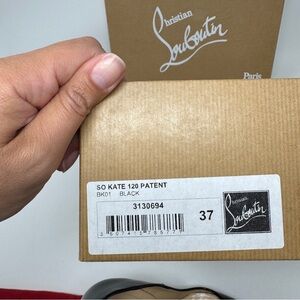 Christian
Louboutin
Paris
SO KATE 120 PATENT
BK01 BLACK
3130694
37
Christian
Louboutin